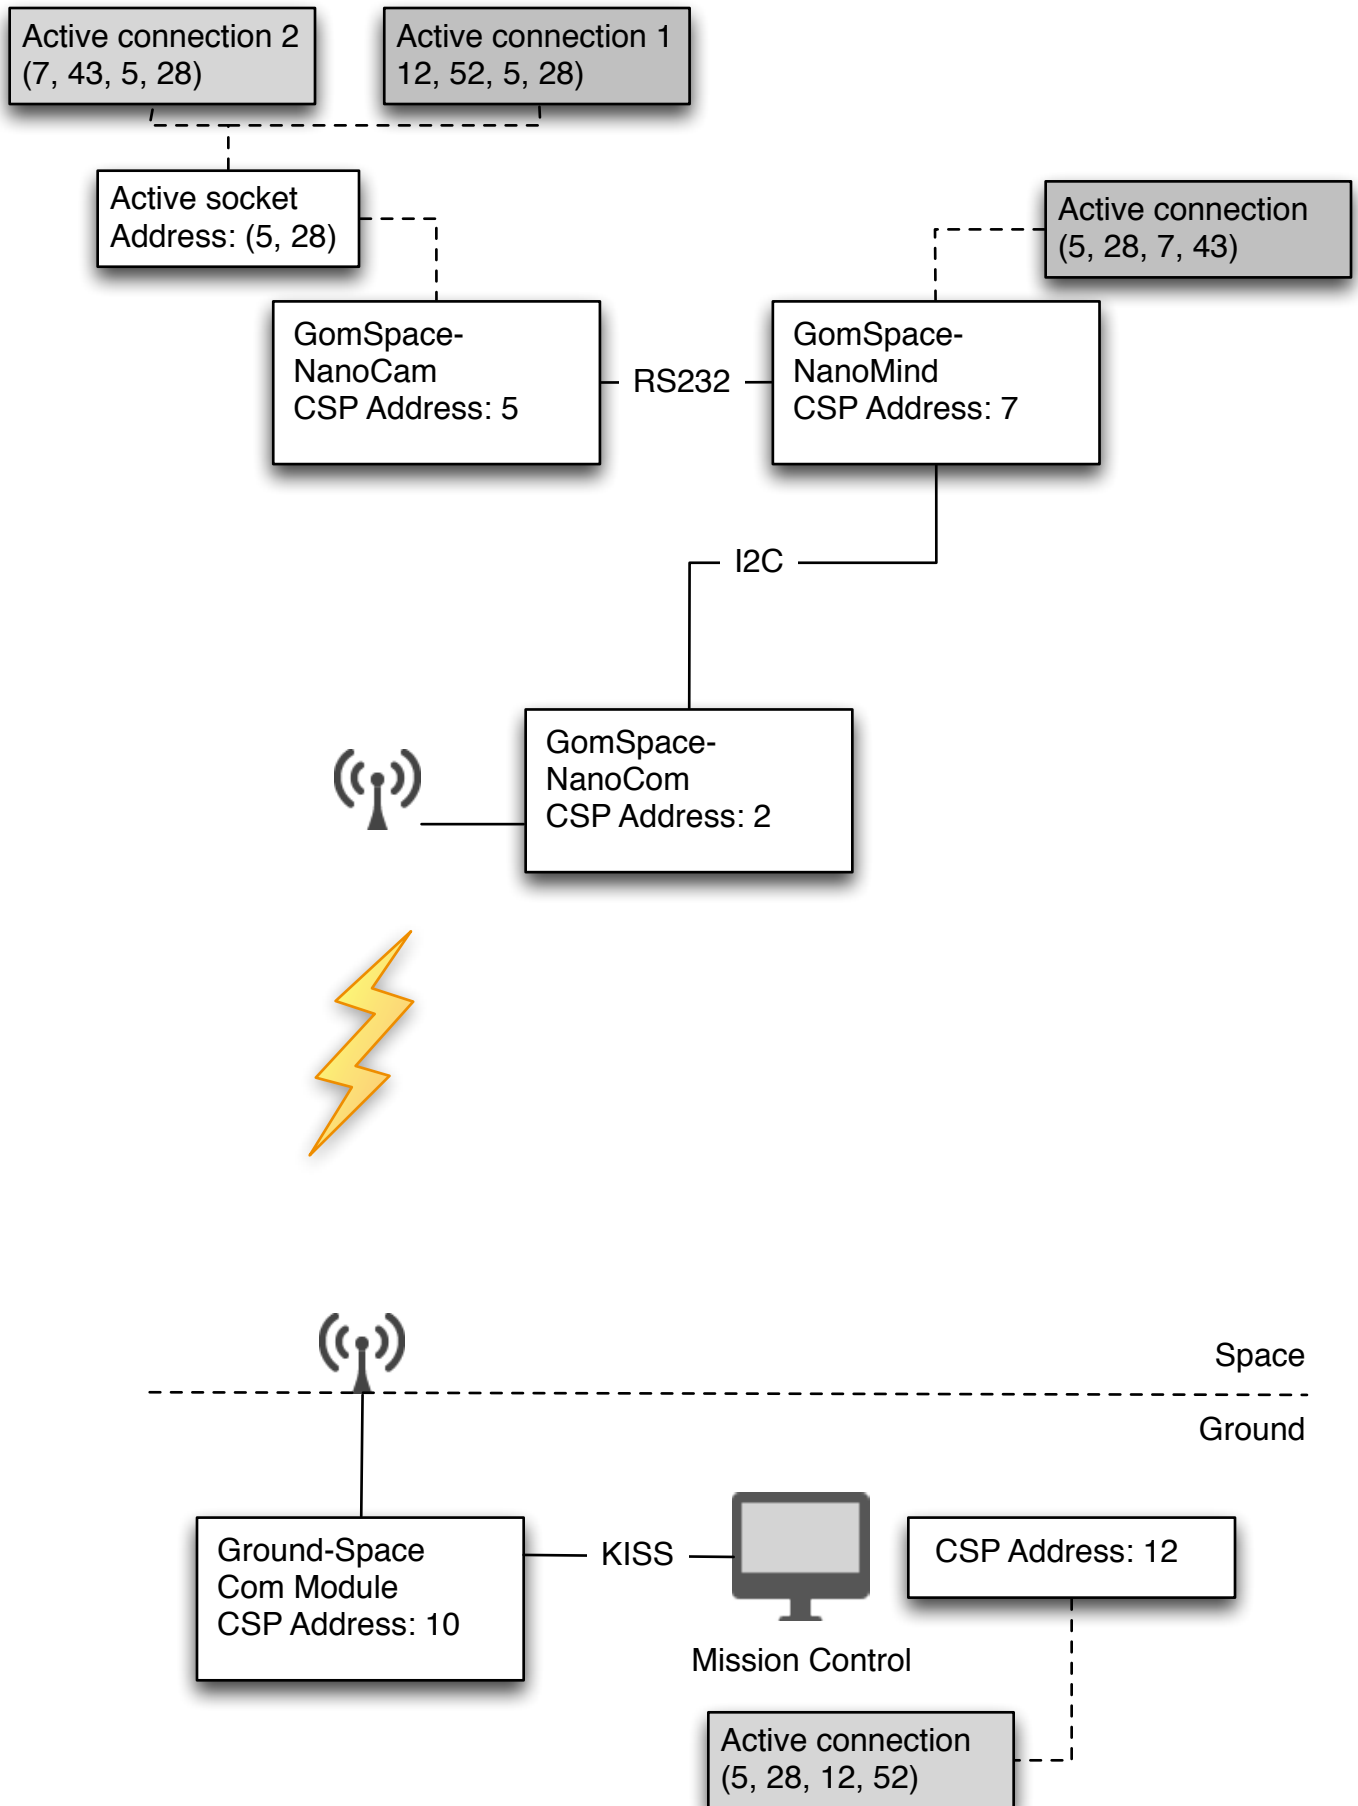 Active connection 2
(7, 43, 5, 28)
Active connection 1
12, 52, 5, 28)
Active socket
Address: (5, 28)
Active connection
(5, 28, 7, 43)
GomSpace-
NanoCam
CSP Address: 5
RS232
GomSpace-
NanoMind
CSP Address: 7
I2C
GomSpace-
NanoCom
CSP Address: 2
Space
Ground
Ground-Space
Com Module
CSP Address: 10
KISS
CSP Address: 12
Mission Control
Active connection
(5, 28, 12, 52)